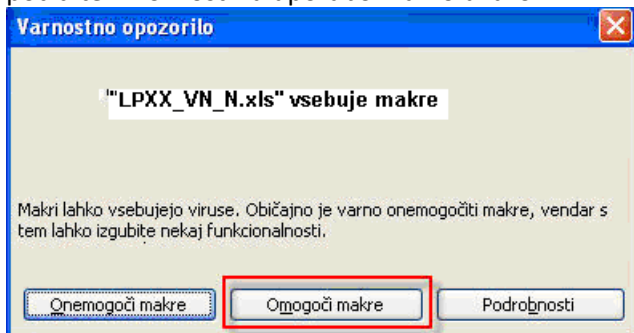 Varnostno opozorilo
"LPXX_VN_N.xls" vsebuje makre
Makri lahko vsebujejo viruse. Običajno je varno onemogočiti makre, vendar s
tem lahko izgubite nekaj funkcionalnosti.
Onemogoči makre
Omogoči makre
Podrobnosti